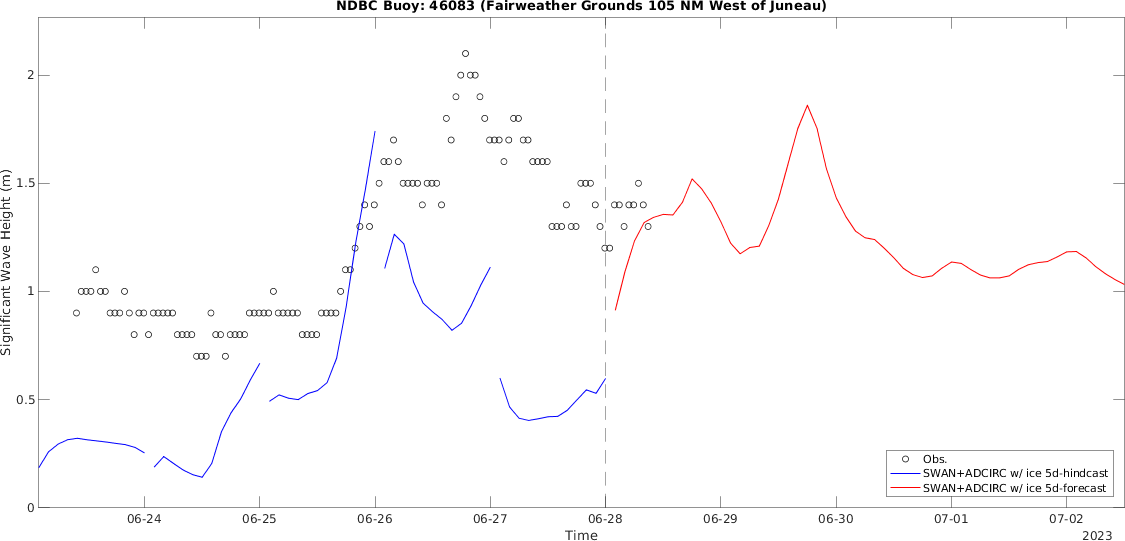 NDBC Buoy: 46083 (Fairweather Grounds 105 NM West of Juneau)
Significant Wave Height (m)
2
1.5
1
0.5
0
Obs.
SWAN+ADCIRC w/ ice 5d-hindcast
SWAN+ADCIRC w/ ice 5d-forecast
06-24 06-25 06-26 06-27 06-28 06-29 06-30 07-01 07-02
Time
2023